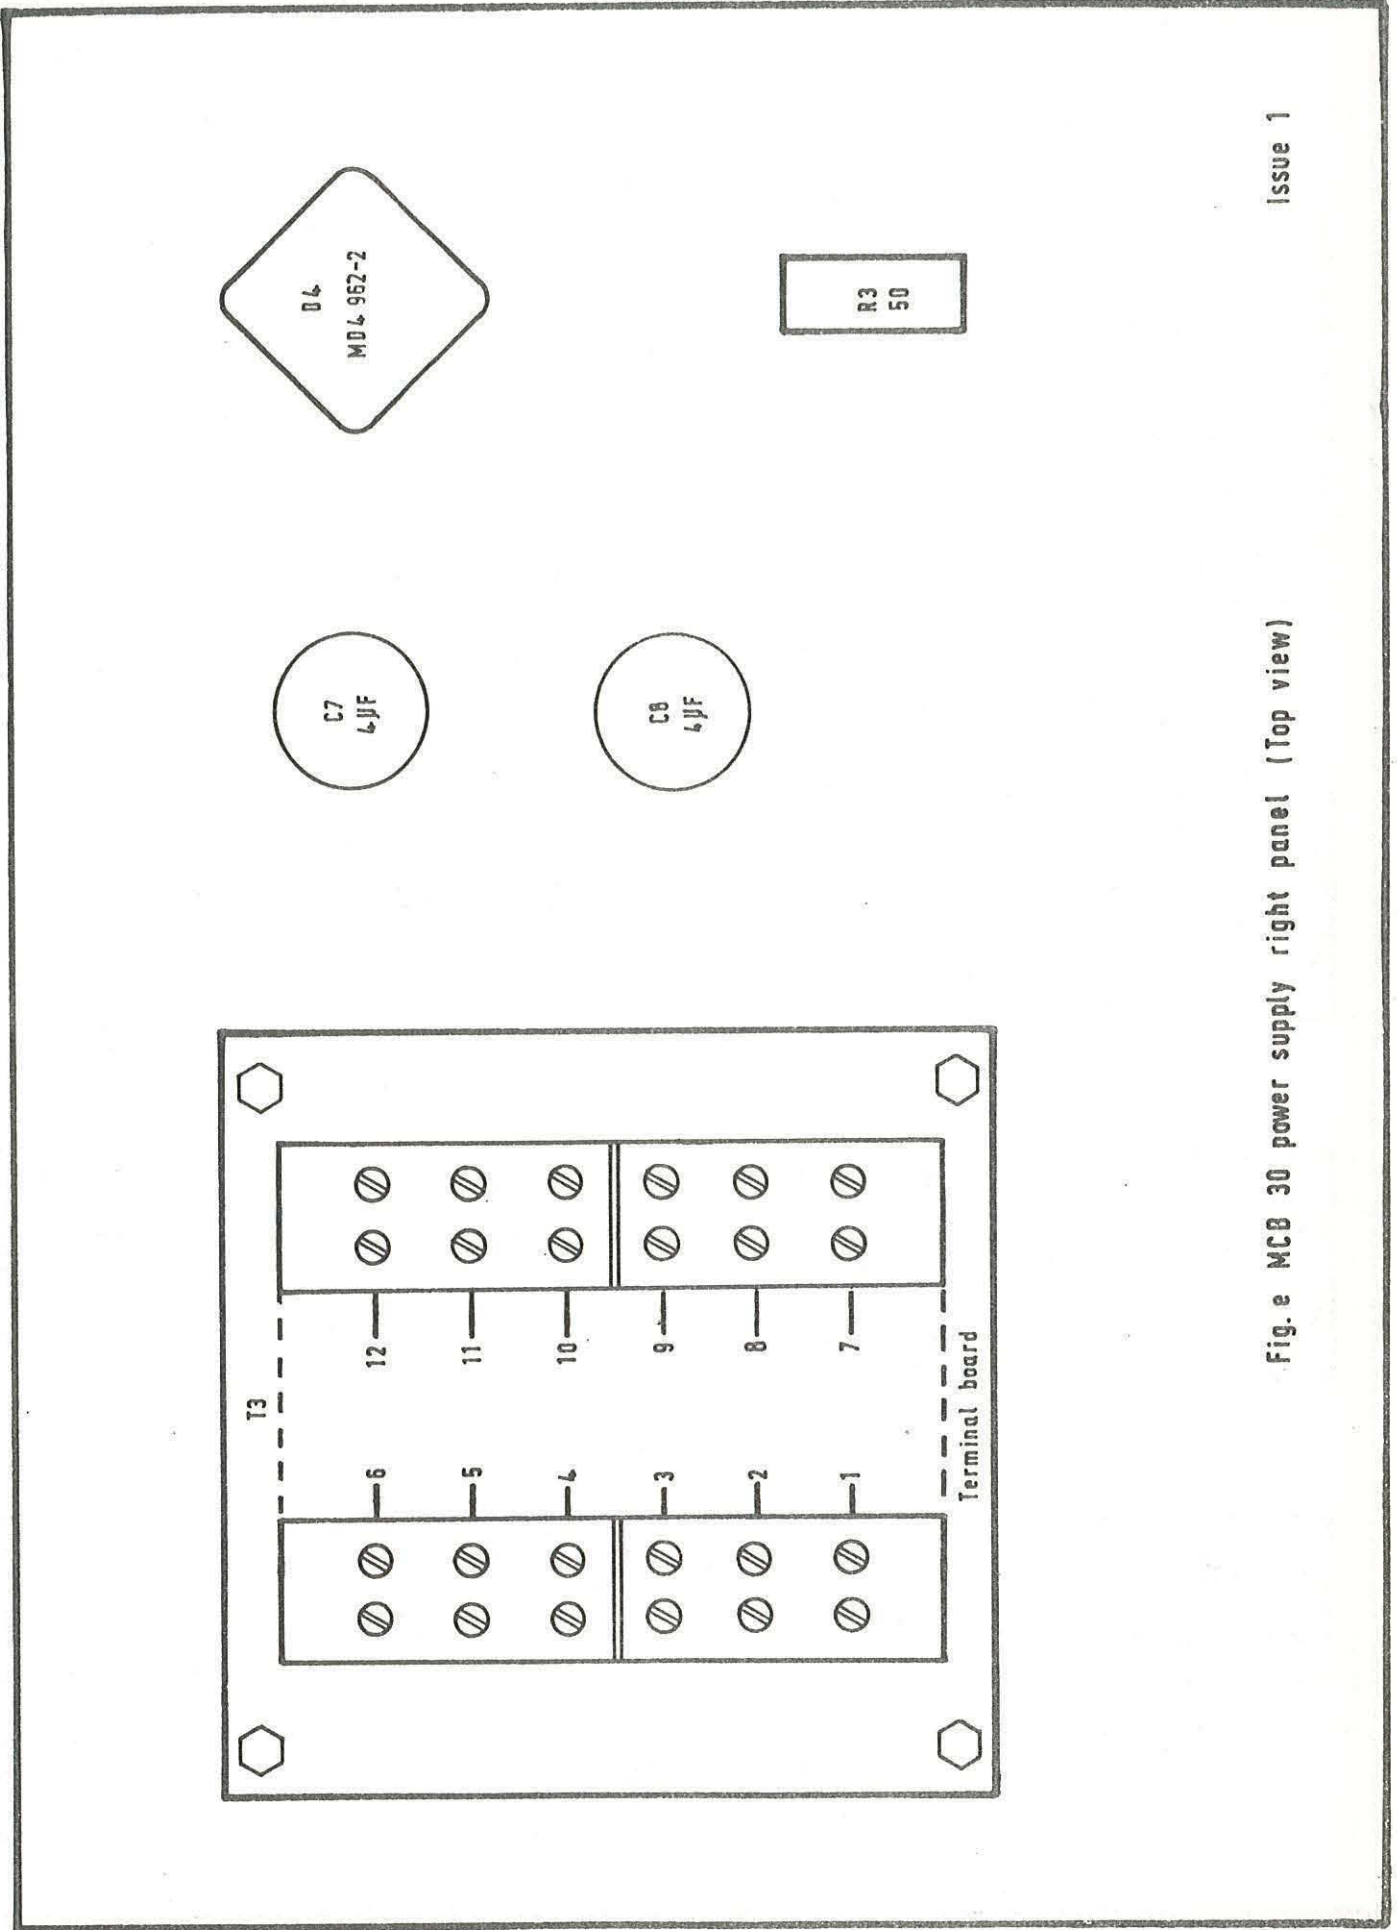 T3
6
12
5
11
4
10
3
9
2
8
1
7
Terminal board
C7
4µF
C8
4µF
D4
MD4 962-2
R3
50
Fig. e MCB 30 power supply right panel (Top view)
Issue 1